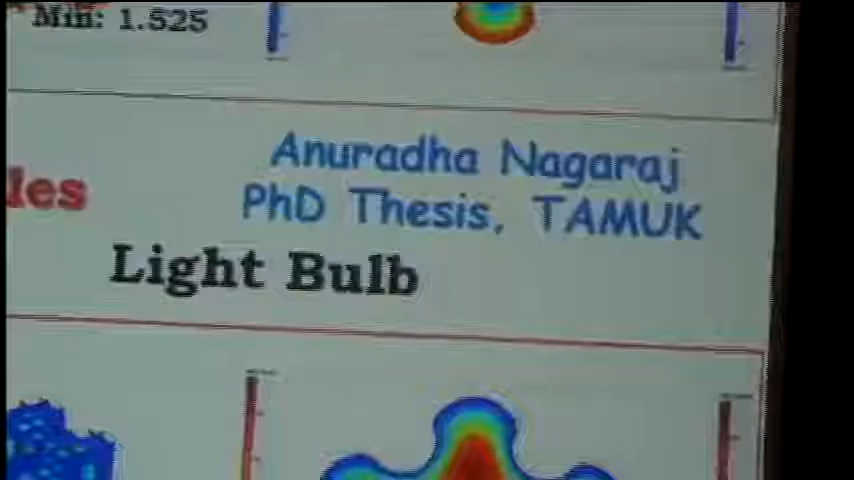 Min: 1.525
Anuradha Nagaraj
les PhD Thesis, TAMUK
Light Bulb